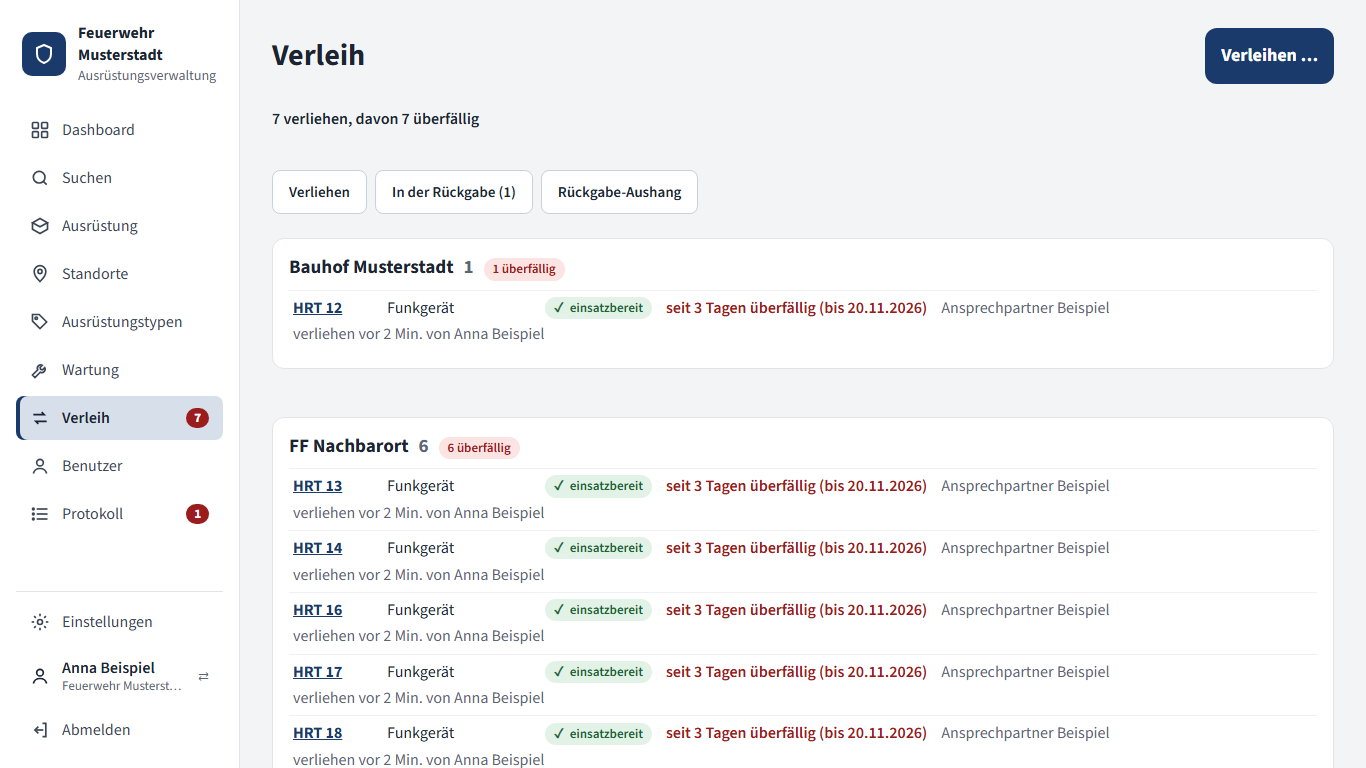 Feuerwehr
Musterstadt
Ausrüstungsverwaltung
Dashboard
Suchen
Ausrüstung
Standorte
Ausrüstungstypen
Wartung
Verleih 7
Benutzer
Protokoll 1
Einstellungen
Anna Beispiel
Feuerwehr Musterst…
Abmelden
Verleih
Verleihen …
7 verliehen, davon 7 überfällig
Verliehen
In der Rückgabe (1)
Rückgabe-Aushang
Bauhof Musterstadt 1 1 überfällig
HRT 12 Funkgerät ✓ einsatzbereit seit 3 Tagen überfällig (bis 20.11.2026) Ansprechpartner Beispiel
verliehen vor 2 Min. von Anna Beispiel
FF Nachbarort 6 6 überfällig
HRT 13 Funkgerät ✓ einsatzbereit seit 3 Tagen überfällig (bis 20.11.2026) Ansprechpartner Beispiel
verliehen vor 2 Min. von Anna Beispiel
HRT 14 Funkgerät ✓ einsatzbereit seit 3 Tagen überfällig (bis 20.11.2026) Ansprechpartner Beispiel
verliehen vor 2 Min. von Anna Beispiel
HRT 16 Funkgerät ✓ einsatzbereit seit 3 Tagen überfällig (bis 20.11.2026) Ansprechpartner Beispiel
verliehen vor 2 Min. von Anna Beispiel
HRT 17 Funkgerät ✓ einsatzbereit seit 3 Tagen überfällig (bis 20.11.2026) Ansprechpartner Beispiel
verliehen vor 2 Min. von Anna Beispiel
HRT 18 Funkgerät ✓ einsatzbereit seit 3 Tagen überfällig (bis 20.11.2026) Ansprechpartner Beispiel
verliehen vor 2 Min. von Anna Beispiel